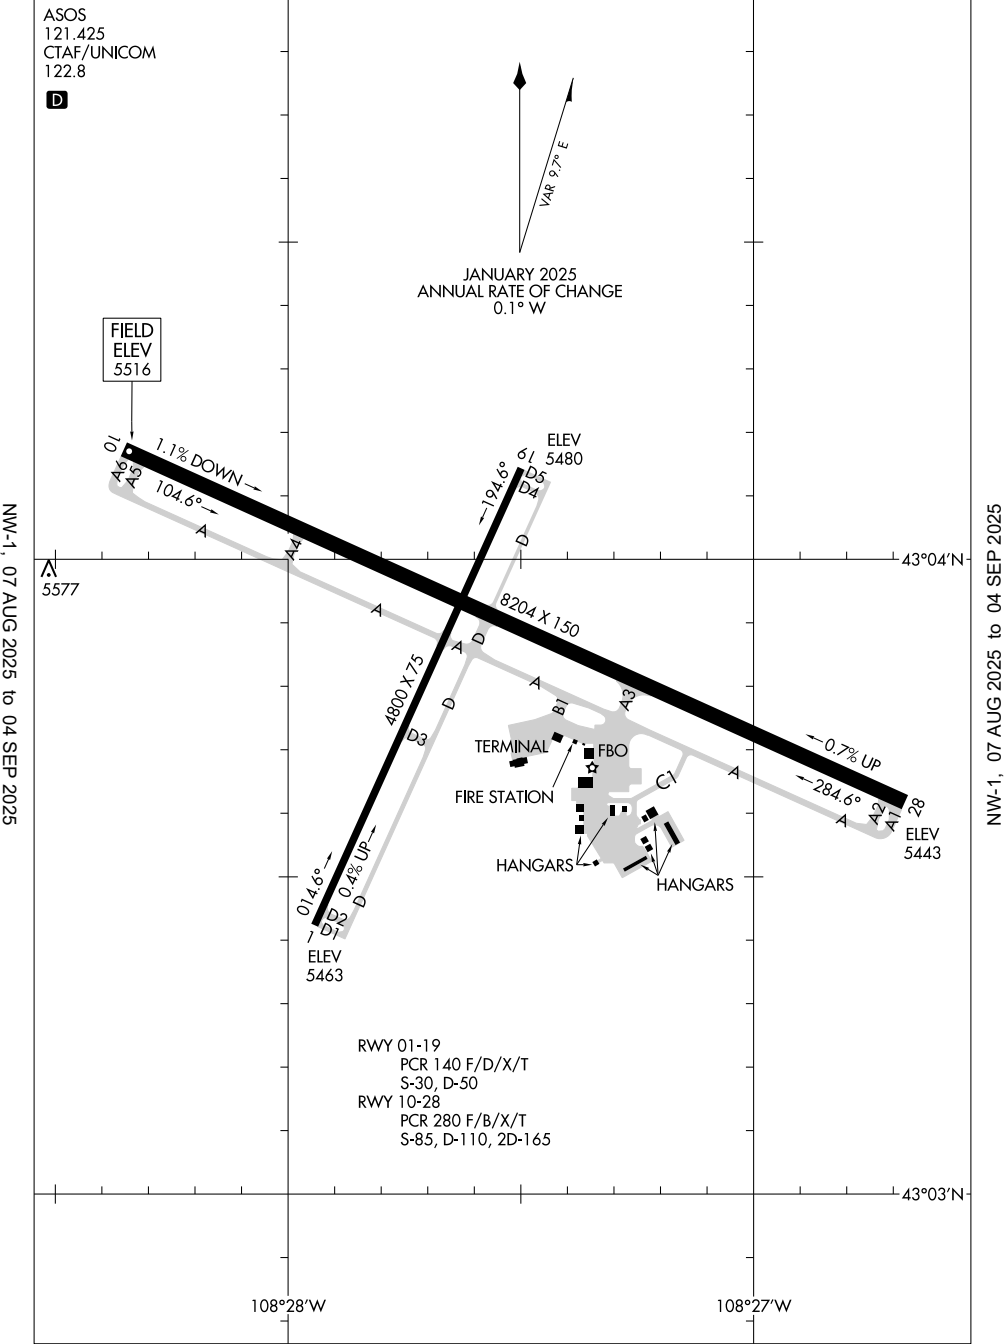 ASOS
121.425
CTAF/UNICOM
122.8
D
VAR 9.7° E
JANUARY 2025
ANNUAL RATE OF CHANGE
0.1° W
FIELD
ELEV
5516
10
1.1% DOWN
104.6°
A6
A5
A
A4
A
A
19
ELEV
5480
194.6°
D5
D4
D
43°04'N
5577
8204 X 150
D
A
4800 X 75
D
D3
B1
A3
TERMINAL
FBO
FIRE STATION
C1
A
0.7% UP
284.6°
A
A2
A1
28
ELEV
5443
HANGARS
HANGARS
014.6°
0.4% UP
D
D2
D1
1
ELEV
5463
RWY 01-19
PCR 140 F/D/X/T
S-30, D-50
RWY 10-28
PCR 280 F/B/X/T
S-85, D-110, 2D-165
43°03'N
108°28'W
108°27'W
NW-1, 07 AUG 2025 to 04 SEP 2025
NW-1, 07 AUG 2025 to 04 SEP 2025